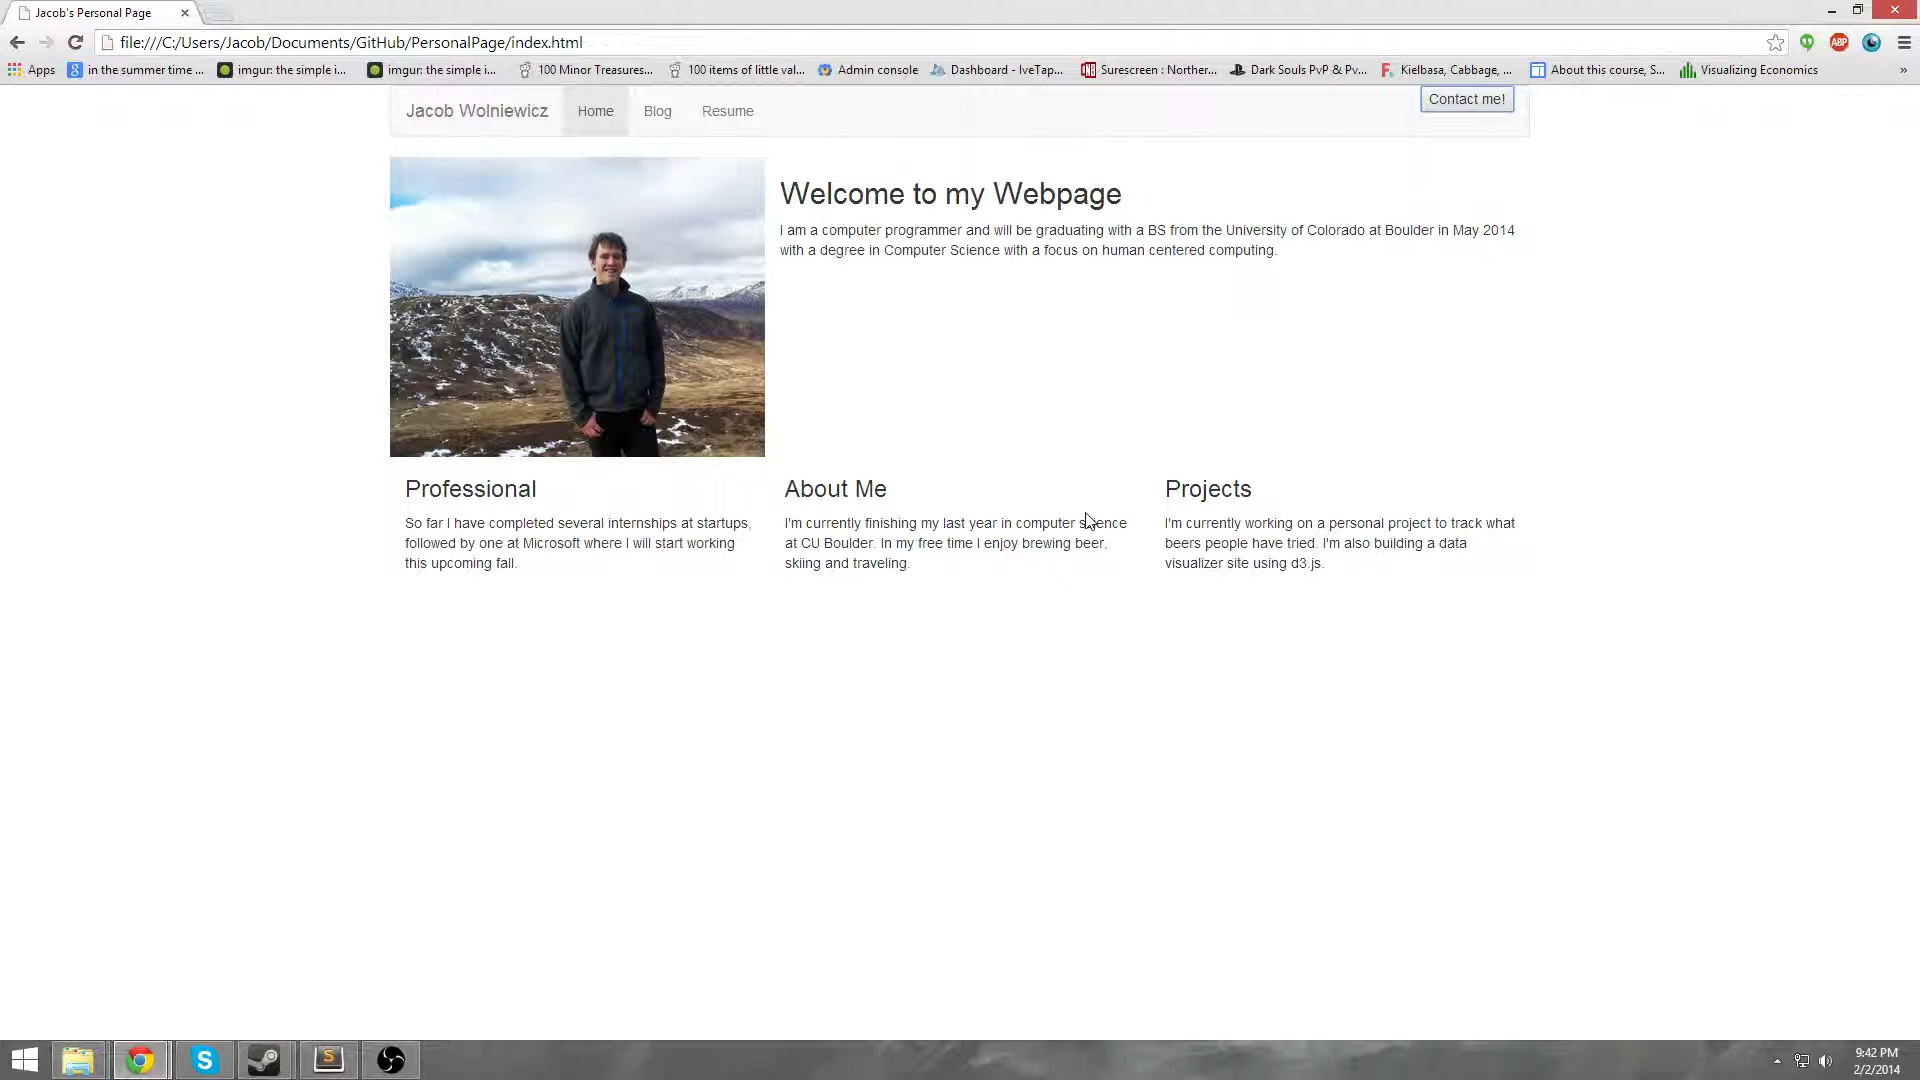 Jacob's Personal Page
file:///C:/Users/Jacob/Documents/GitHub/PersonalPage/index.html
Apps in the summer time ... imgur: the simple i... imgur: the simple i... 100 Minor Treasures... 100 items of little val... Admin console Dashboard - IveTap... Surescreen : Norther... Dark Souls PvP & Pv... Kielbasa, Cabbage, ... About this course, S... Visualizing Economics »
Jacob Wolniewicz Home Blog Resume Contact me!
Welcome to my Webpage
I am a computer programmer and will be graduating with a BS from the University of Colorado at Boulder in May 2014
with a degree in Computer Science with a focus on human centered computing.
Professional
So far I have completed several internships at startups,
followed by one at Microsoft where I will start working
this upcoming fall.
About Me
I'm currently finishing my last year in computer science
at CU Boulder. In my free time I enjoy brewing beer,
skiing and traveling.
Projects
I'm currently working on a personal project to track what
beers people have tried. I'm also building a data
visualizer site using d3.js.
9:42 PM
2/2/2014